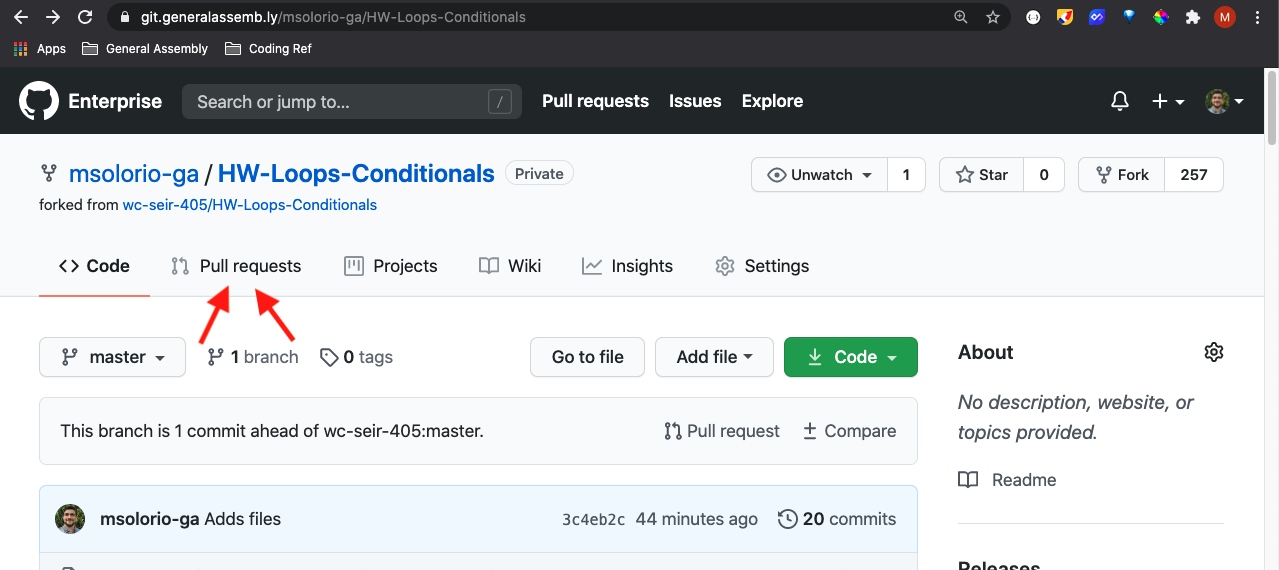 git.generalassemb.ly/msolorio-ga/HW-Loops-Conditionals
M
Apps General Assembly Coding Ref
Enterprise Search or jump to... / Pull requests Issues Explore
msolorio-ga / HW-Loops-Conditionals Private Unwatch 1 Star 0 Fork 257
forked from wc-seir-405/HW-Loops-Conditionals
Code Pull requests Projects Wiki Insights Settings
master 1 branch 0 tags Go to file Add file Code About
No description, website, or
topics provided.
This branch is 1 commit ahead of wc-seir-405:master. Pull request Compare
Readme
msolorio-ga Adds files 3c4eb2c 44 minutes ago 20 commits
Releases